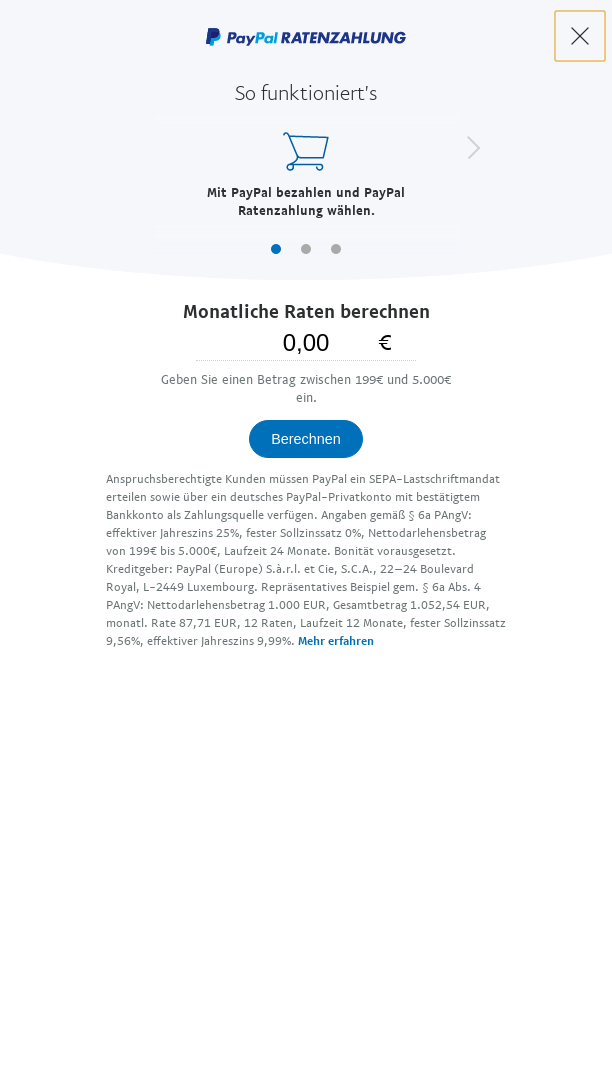 PayPal RATENZAHLUNG
So funktioniert's
Mit PayPal bezahlen und PayPal
Ratenzahlung wählen.
Monatliche Raten berechnen
0,00 €
Geben Sie einen Betrag zwischen 199€ und 5.000€
ein.
Berechnen
Anspruchsberechtigte Kunden müssen PayPal ein SEPA-Lastschriftmandat
erteilen sowie über ein deutsches PayPal-Privatkonto mit bestätigtem
Bankkonto als Zahlungsquelle verfügen. Angaben gemäß § 6a PAngV:
effektiver Jahreszins 25%, fester Sollzinssatz 0%, Nettodarlehensbetrag
von 199€ bis 5.000€, Laufzeit 24 Monate. Bonität vorausgesetzt.
Kreditgeber: PayPal (Europe) S.à.r.l. et Cie, S.C.A., 22–24 Boulevard
Royal, L-2449 Luxembourg. Repräsentatives Beispiel gem. § 6a Abs. 4
PAngV: Nettodarlehensbetrag 1.000 EUR, Gesamtbetrag 1.052,54 EUR,
monatl. Rate 87,71 EUR, 12 Raten, Laufzeit 12 Monate, fester Sollzinssatz
9,56%, effektiver Jahreszins 9,99%. Mehr erfahren